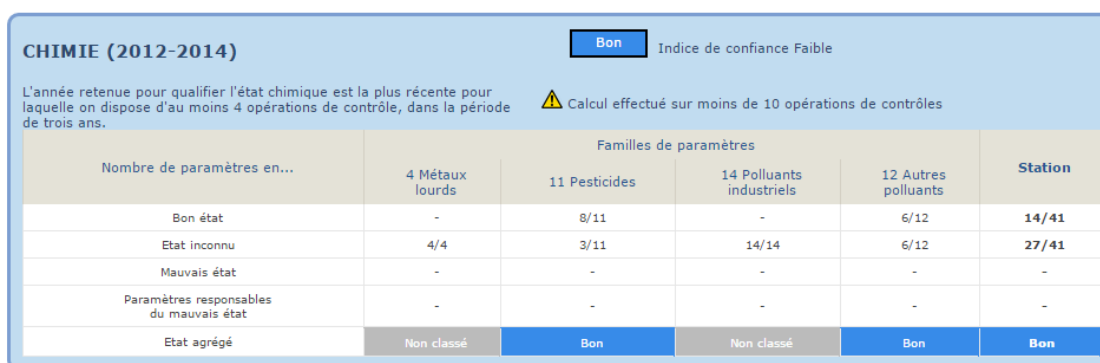 CHIMIE (2012-2014)
Bon
Indice de confiance Faible
L'année retenue pour qualifier l'état chimique est la plus récente pour
laquelle on dispose d'au moins 4 opérations de contrôle, dans la période
de trois ans.
Calcul effectué sur moins de 10 opérations de contrôles
Nombre de paramètres en...
Familles de paramètres
Station
4 Métaux
lourds
11 Pesticides
14 Polluants
industriels
12 Autres
polluants
Bon état - 8/11 - 6/12 14/41
Etat inconnu 4/4 3/11 14/14 6/12 27/41
Mauvais état - - - - -
Paramètres responsables
du mauvais état - - - - -
Etat agrégé Non classé Bon Non classé Bon Bon